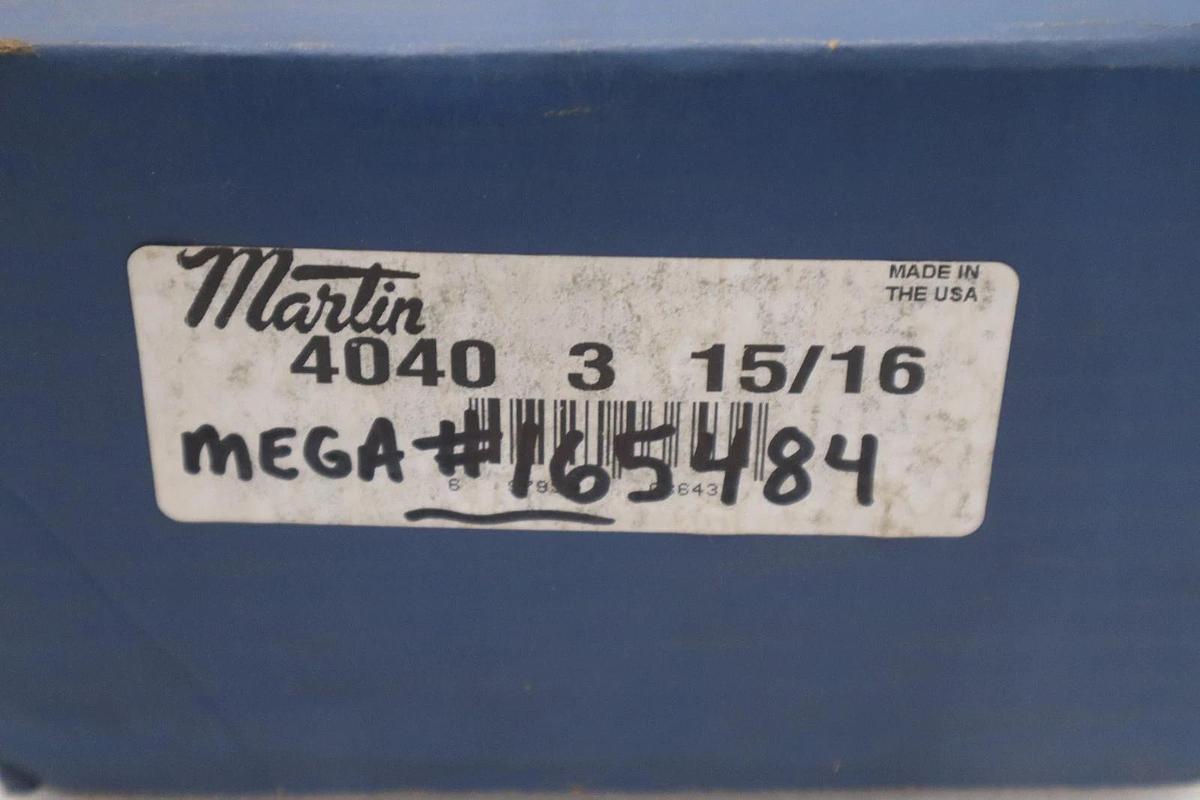 Martin
MADE IN
THE USA
4040 3 15/16
MEGA #165484